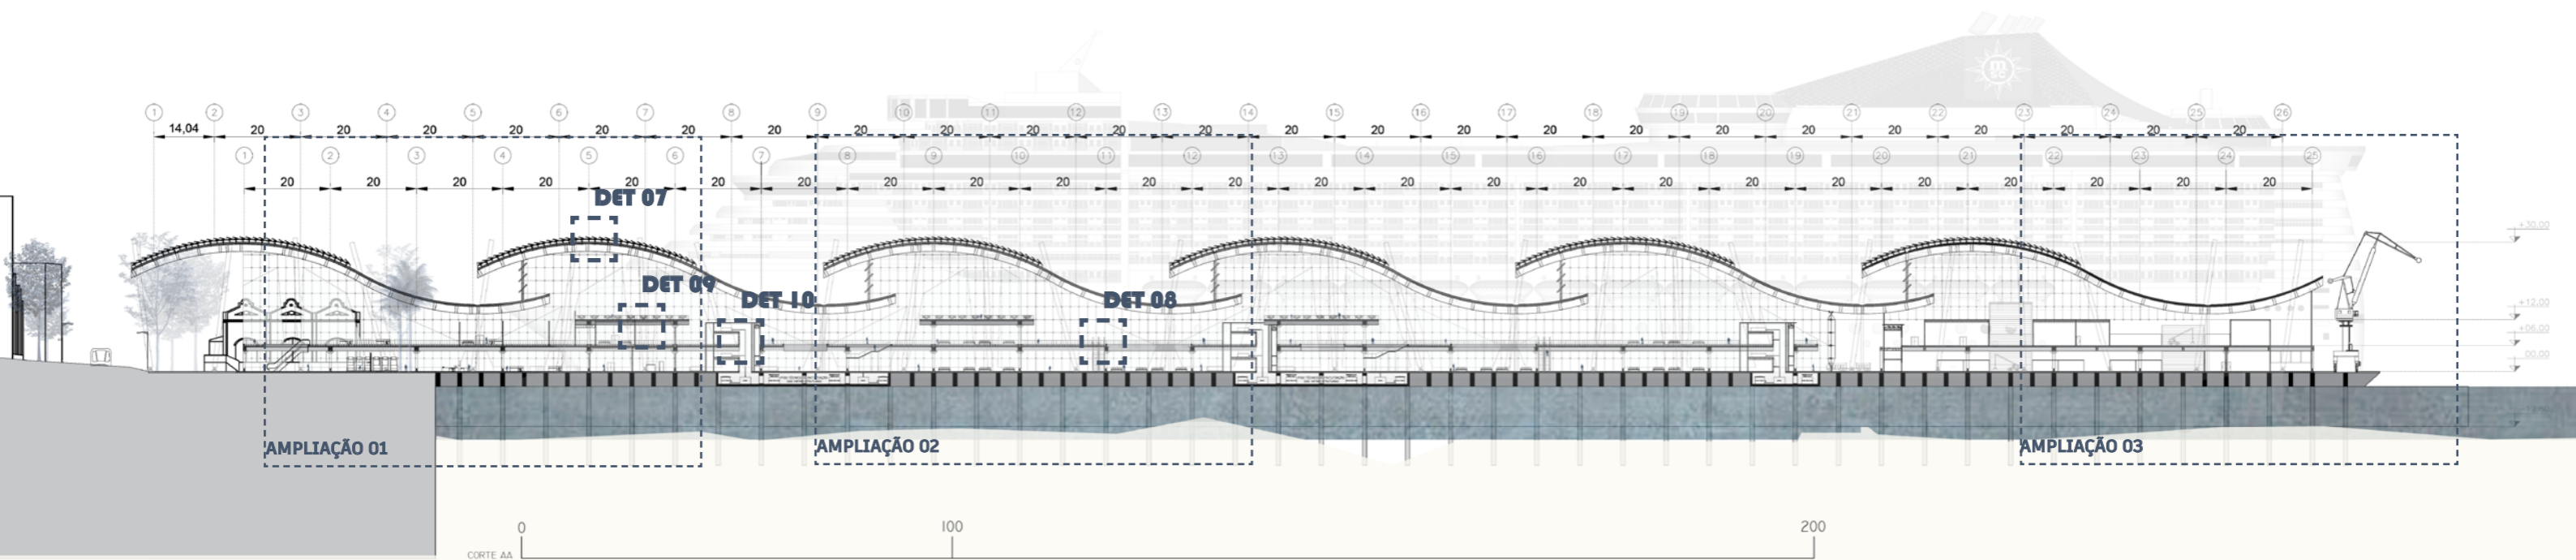 1 2 3 4 5 6 7 8 9 10 11 12 13 14 15 16 17 18 19 20 21 22 23 24 25 26
14,04 20 20 20 20 20 20 20 20 20 20 20 20 20 20 20 20 20 20 20 20 20 20 20 20
1 2 3 4 5 6 7 8 9 10 11 12 13 14 15 16 17 18 19 20 21 22 23 24 25
20 20 20 20 20 20 20 20 20 20 20 20 20 20 20 20 20 20 20 20 20 20 20 20
m
sc
DET 07
+30,00
DET 09
DET 10
DET 08
+12,00
+06,00
00,00
AMPLIAÇÃO 01
AMPLIAÇÃO 02
AMPLIAÇÃO 03
0 100 200
CORTE AA